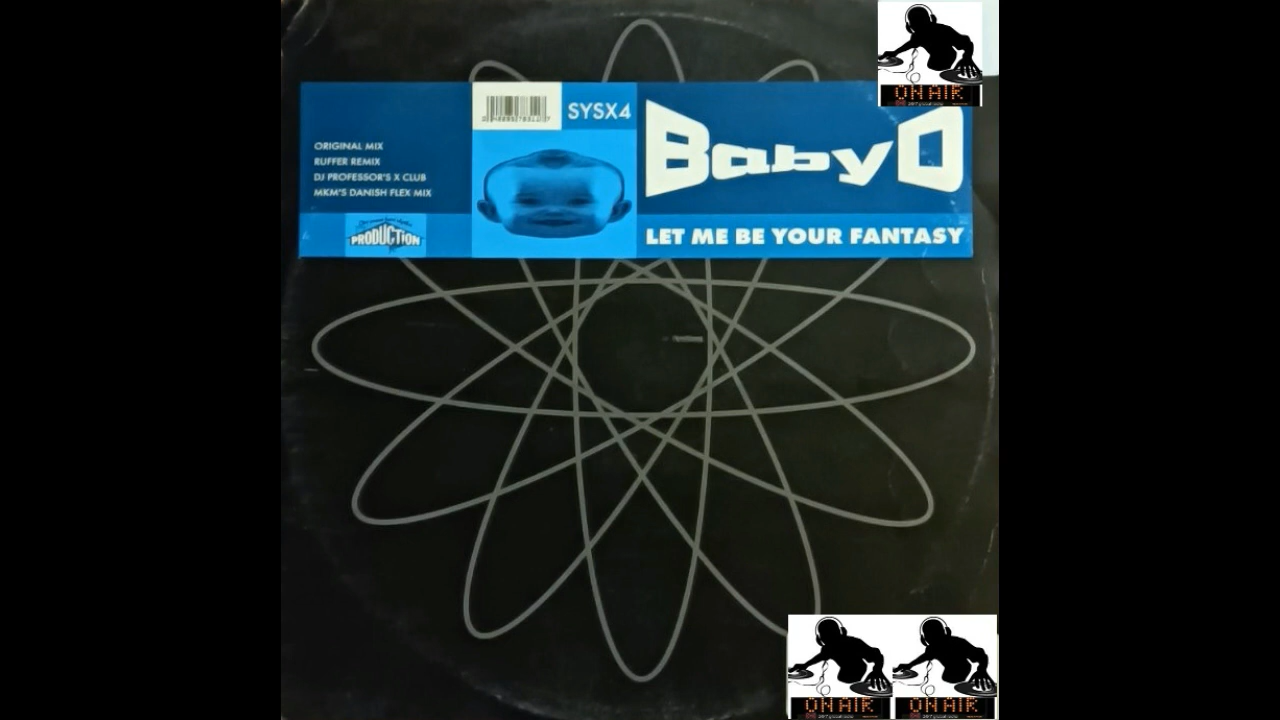 ON AIR
SYSX4
Baby D
ORIGINAL MIX
RUFFER REMIX
DJ PROFESSOR'S X CLUB
MKM'S DANISH FLEX MIX
PRODUCTION
LET ME BE YOUR FANTASY
ON AIR
ON AIR